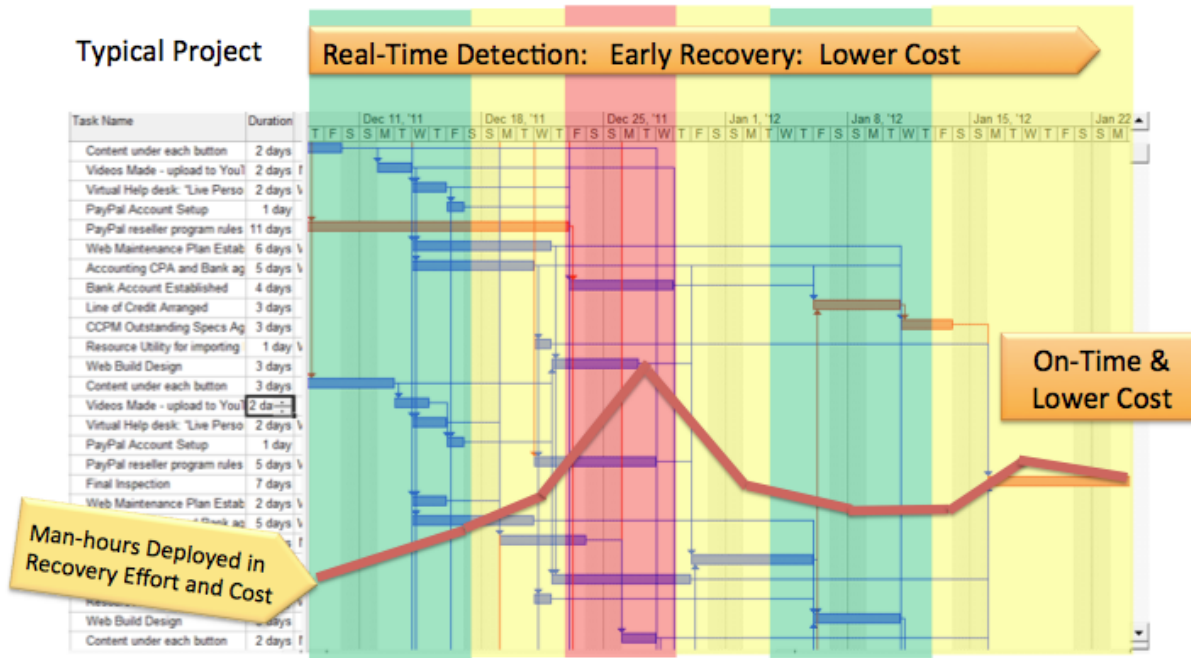 Typical Project
Real-Time Detection: Early Recovery: Lower Cost
Task Name Duration
Dec 11, '11 Dec 18, '11 Dec 25, '11 Jan 1, '12 Jan 8, '12 Jan 15, '12 Jan 22
T F S S M T W T F S S M T W T F S S M T W T F S S M T W T F S S M T W T F S S M T W T F S S M
Content under each button 2 days
Videos Made - upload to YouT 2 days
Virtual Help desk: "Live Perso 2 days
PayPal Account Setup 1 day
PayPal reseller program rules 11 days
Web Maintenance Plan Estab 6 days
Accounting CPA and Bank ag 5 days
Bank Account Established 4 days
Line of Credit Arranged 3 days
CCPM Outstanding Specs Ag 3 days
Resource Utility for importing 1 day
Web Build Design 3 days
Content under each button 3 days
Videos Made - upload to YouT 2 da
Virtual Help desk: "Live Perso 2 days
PayPal Account Setup 1 day
PayPal reseller program rules 5 days
Final Inspection 7 days
Web Maintenance Plan Estab 2 days
Bank ag 5 days
Web Build Design
Content under each button 2 days
On-Time &
Lower Cost
Man-hours Deployed in
Recovery Effort and Cost